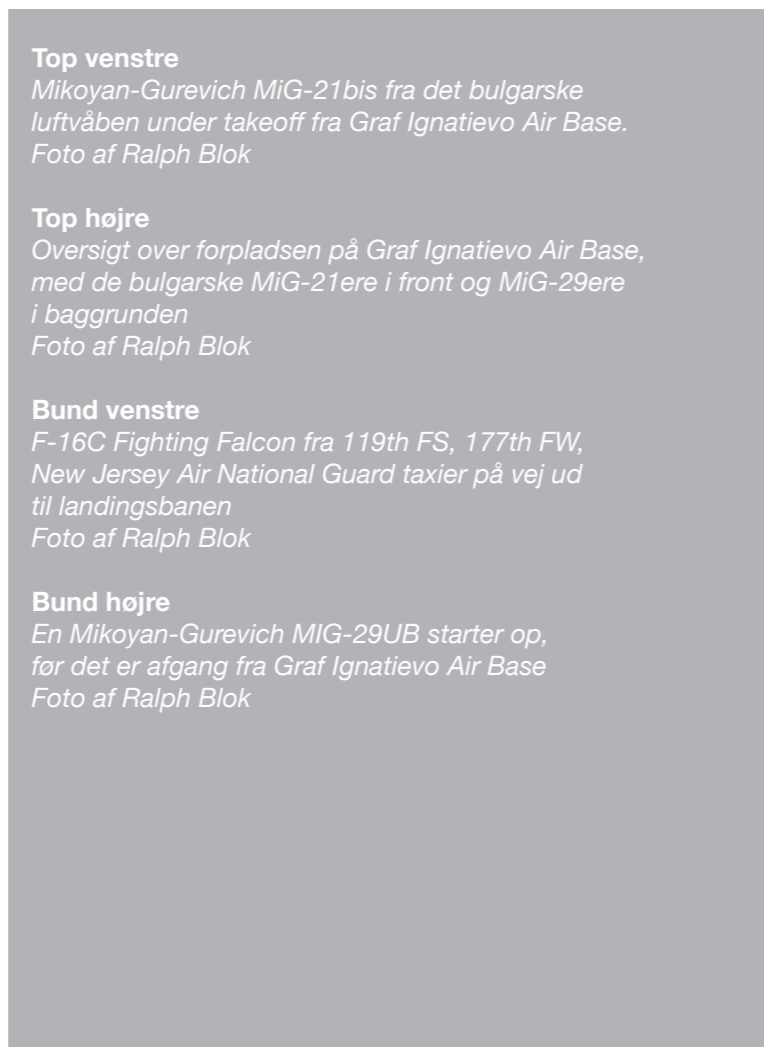 Top venstre
Mikoyan-Gurevich MiG-21bis fra det bulgarske
luftvåben under takeoff fra Graf Ignatievo Air Base.
Foto af Ralph Blok
Top højre
Oversigt over forpladsen på Graf Ignatievo Air Base,
med de bulgarske MiG-21ere i front og MiG-29ere
i baggrunden
Foto af Ralph Blok
Bund venstre
F-16C Fighting Falcon fra 119th FS, 177th FW,
New Jersey Air National Guard taxier på vej ud
til landingsbanen
Foto af Ralph Blok
Bund højre
En Mikoyan-Gurevich MIG-29UB starter op,
før det er afgang fra Graf Ignatievo Air Base
Foto af Ralph Blok